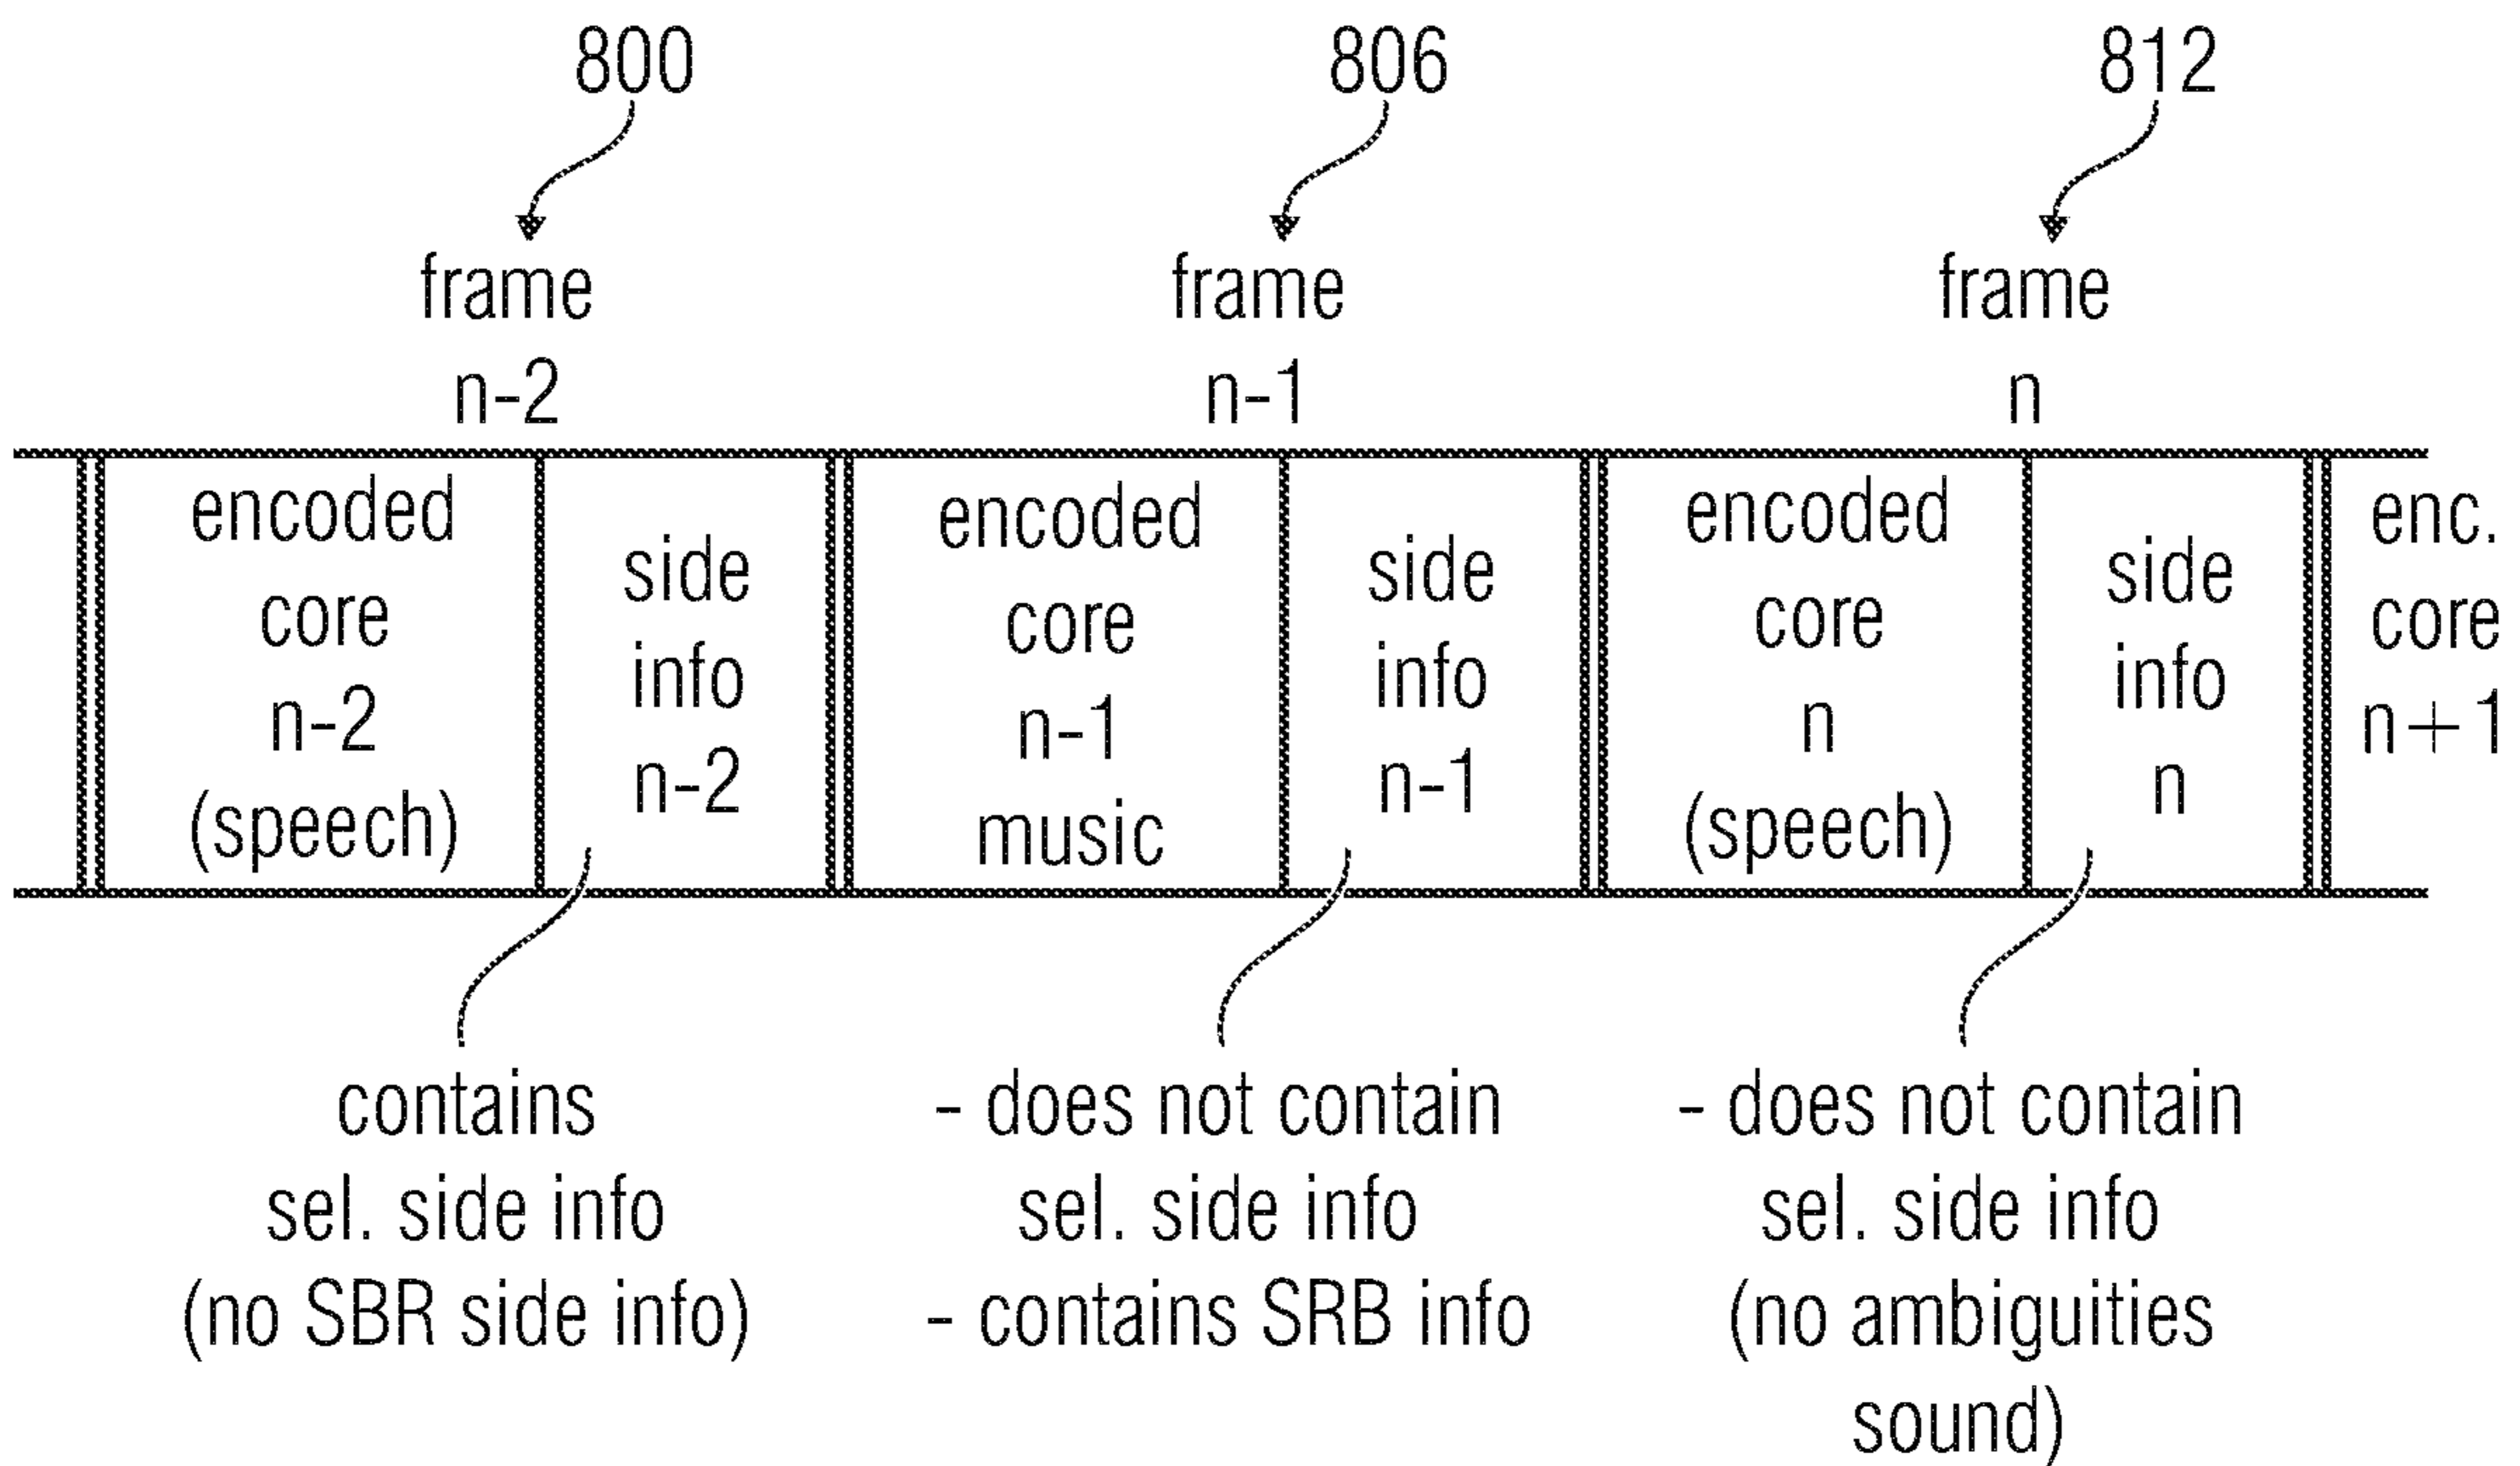 800
806
812
frame
n-2
frame
n-1
frame
n
encoded
core
n-2
(speech)
side
info
n-2
encoded
core
n-1
music
side
info
n-1
encoded
core
n
(speech)
side
info
n
enc.
core
n+1
contains
sel. side info
(no SBR side info)
- does not contain
sel. side info
- contains SRB info
- does not contain
sel. side info
(no ambiguities
sound)